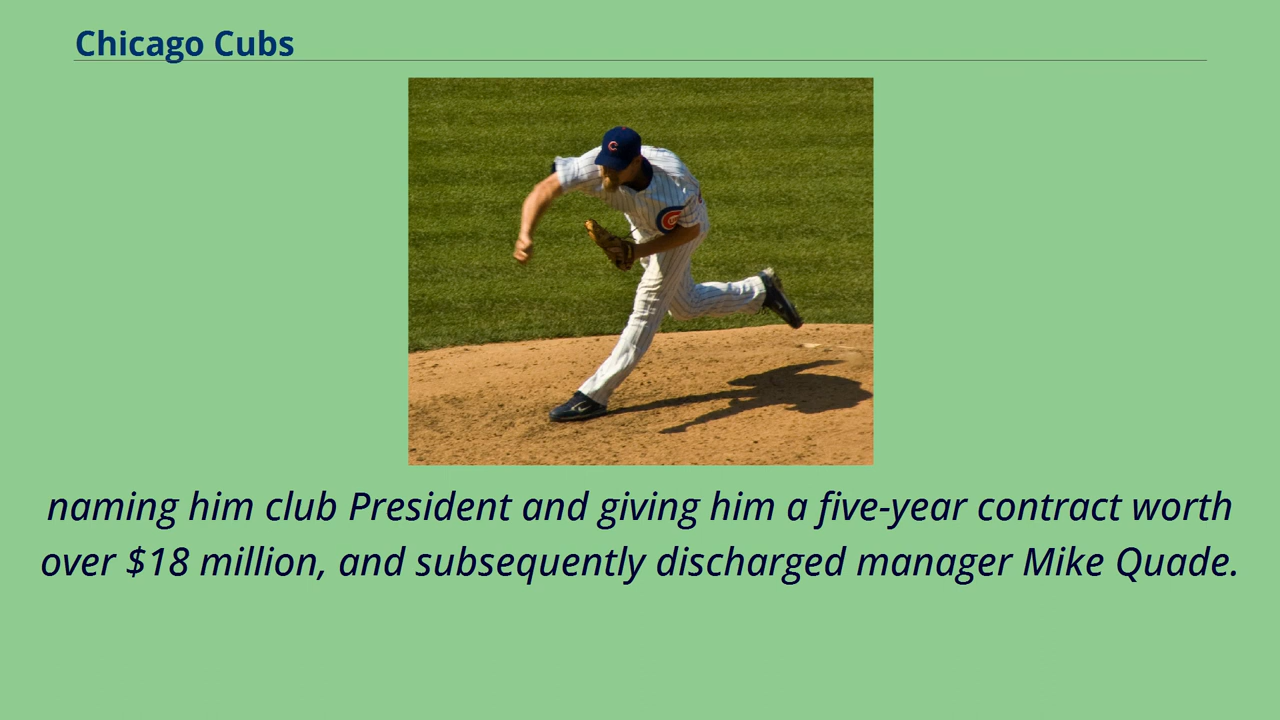 Chicago Cubs
naming him club President and giving him a five-year contract worth
over $18 million, and subsequently discharged manager Mike Quade.